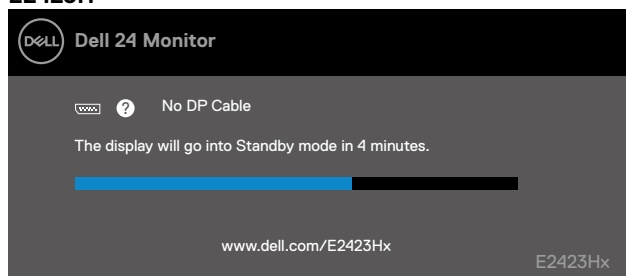 DELL Dell 24 Monitor
? No DP Cable
The display will go into Standby mode in 4 minutes.
www.dell.com/E2423Hx
E2423Hx